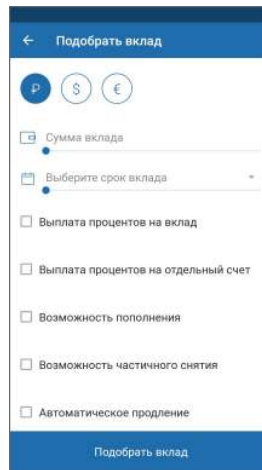 Подобрать вклад
₽ $ €
Сумма вклада
Выберите срок вклада
Выплата процентов на вклад
Выплата процентов на отдельный счет
Возможность пополнения
Возможность частичного снятия
Автоматическое продление
Подобрать вклад